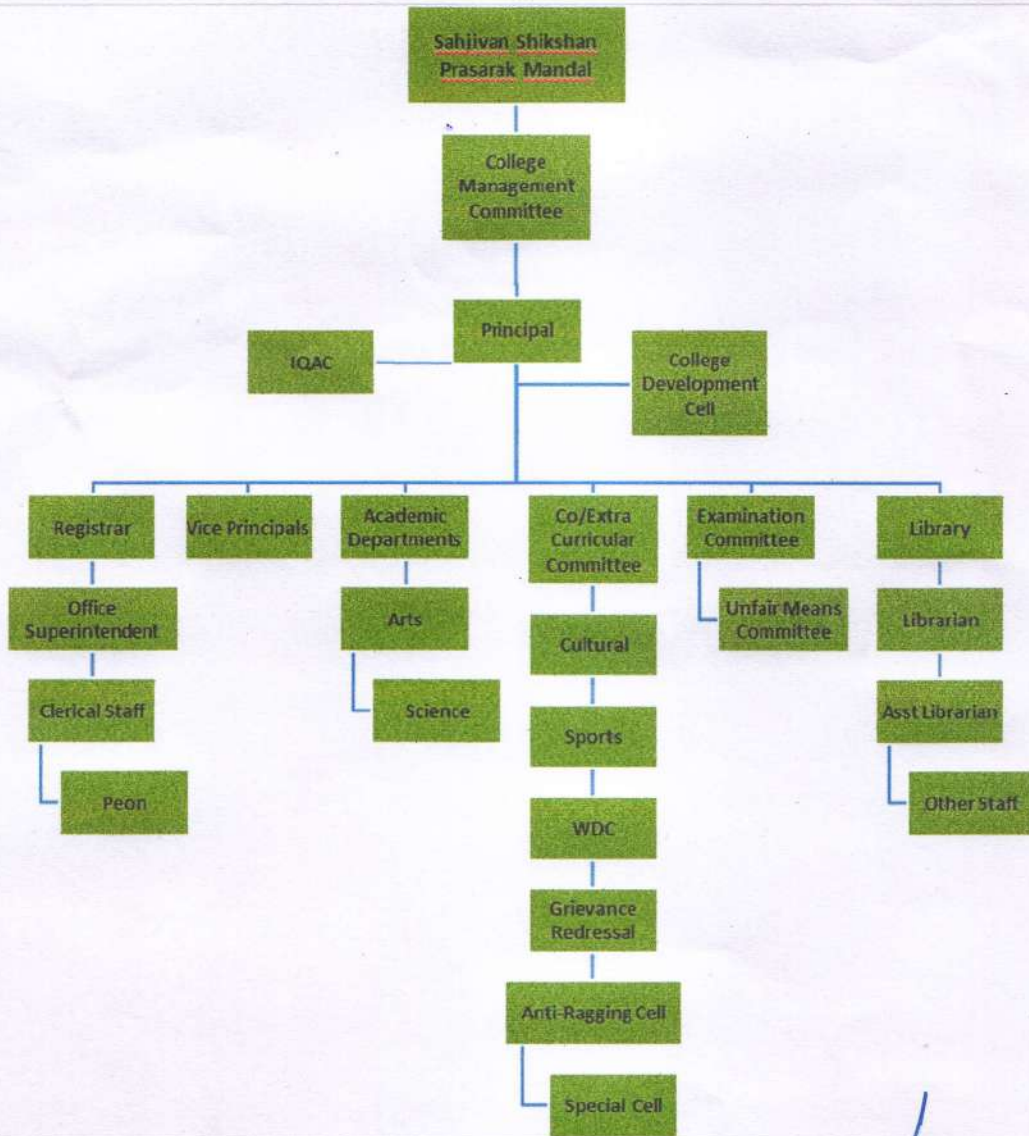 Sahjivan Shikshan
Prasarak Mandal
College
Management
Committee
Principal
IQAC
College
Development
Cell
Registrar
Vice Principals
Academic
Departments
Co/Extra
Curricular
Committee
Examination
Committee
Library
Office
Superintendent
Arts
Cultural
Unfair Means
Committee
Librarian
Clerical Staff
Science
Sports
Asst Librarian
Peon
WDC
Other Staff
Grievance
Redressal
Anti-Ragging Cell
Special Cell